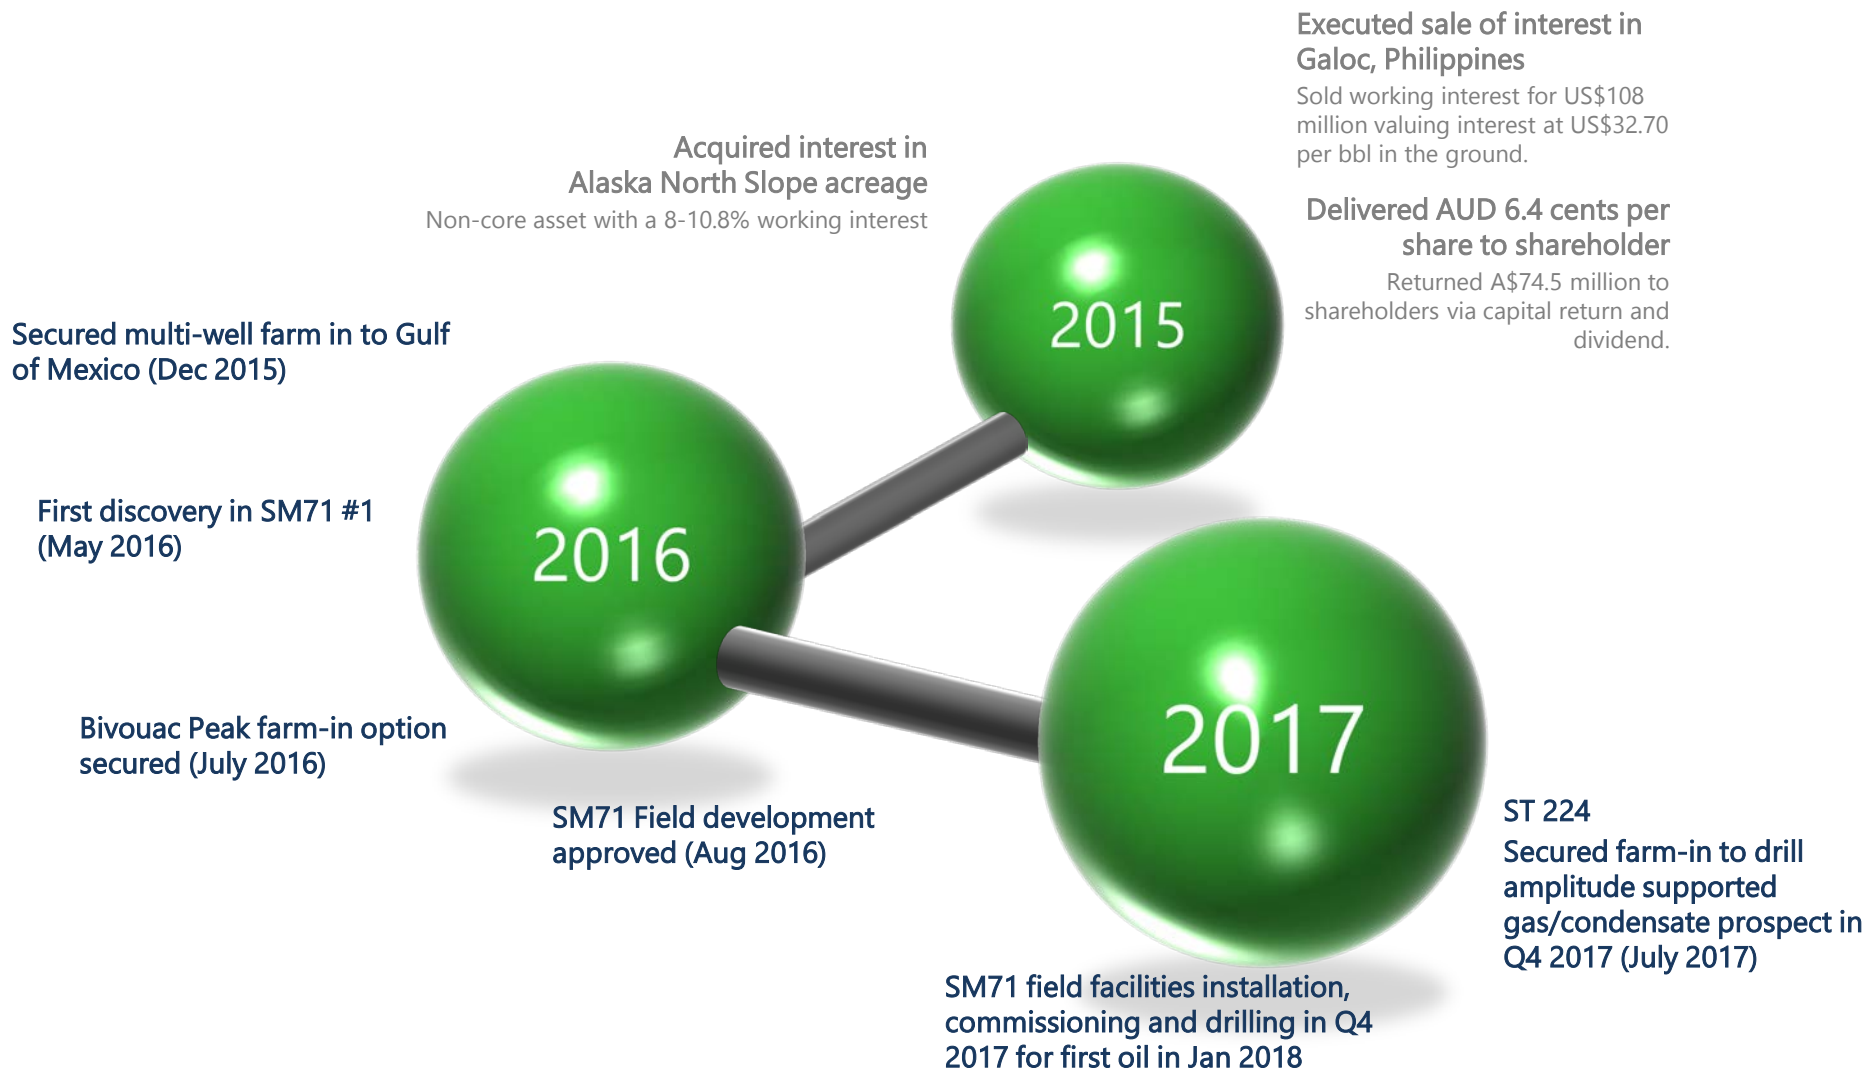 Executed sale of interest in
Galoc, Philippines
Sold working interest for US$108
million valuing interest at US$32.70
per bbl in the ground.
Delivered AUD 6.4 cents per
share to shareholder
Returned A$74.5 million to
shareholders via capital return and
dividend.
Acquired interest in
Alaska North Slope acreage
Non-core asset with a 8-10.8% working interest
2015
Secured multi-well farm in to Gulf
of Mexico (Dec 2015)
First discovery in SM71 #1
(May 2016)
2016
Bivouac Peak farm-in option
secured (July 2016)
SM71 Field development
approved (Aug 2016)
2017
ST 224
Secured farm-in to drill
amplitude supported
gas/condensate prospect in
Q4 2017 (July 2017)
SM71 field facilities installation,
commissioning and drilling in Q4
2017 for first oil in Jan 2018